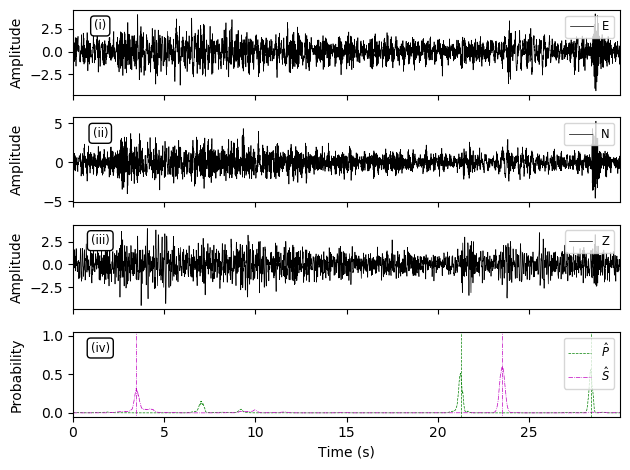 (i)
E
Amplitude
2.5
0.0
−2.5
(ii)
N
Amplitude
5
0
−5
(iii)
Z
Amplitude
2.5
0.0
−2.5
(iv)
P̂
Ŝ
Probability
1.0
0.5
0.0
0 5 10 15 20 25
Time (s)